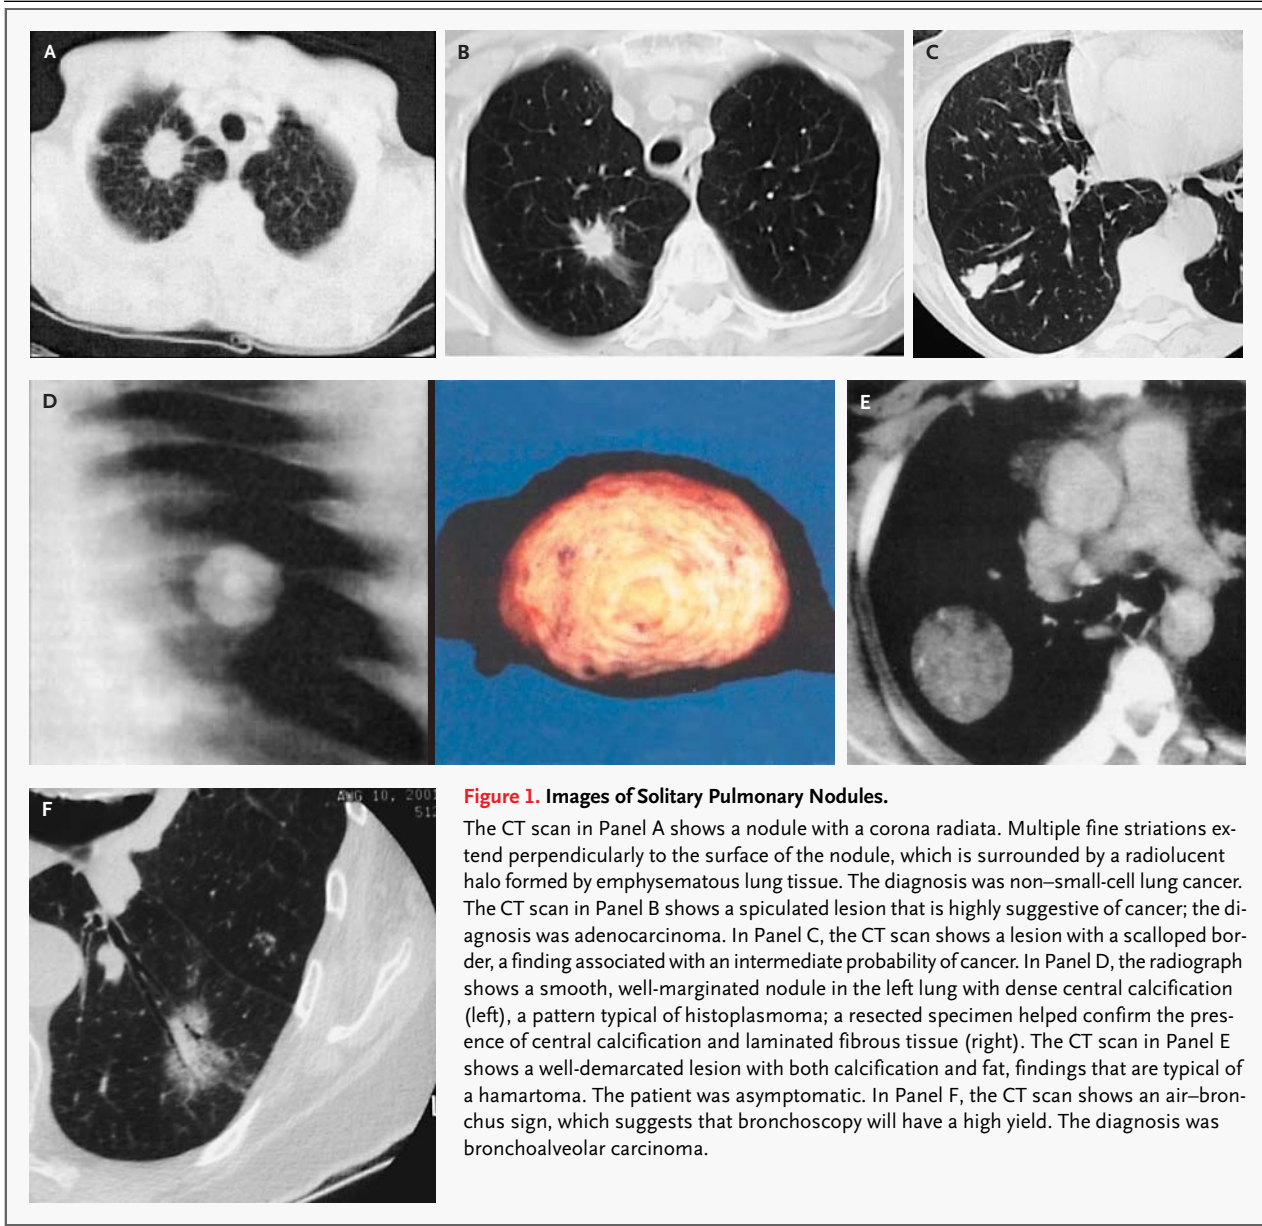 A
B
C
D
E
F
AUG 10, 200
512
Figure 1. Images of Solitary Pulmonary Nodules.
The CT scan in Panel A shows a nodule with a corona radiata. Multiple fine striations ex-
tend perpendicularly to the surface of the nodule, which is surrounded by a radiolucent
halo formed by emphysematous lung tissue. The diagnosis was non–small-cell lung cancer.
The CT scan in Panel B shows a spiculated lesion that is highly suggestive of cancer; the di-
agnosis was adenocarcinoma. In Panel C, the CT scan shows a lesion with a scalloped bor-
der, a finding associated with an intermediate probability of cancer. In Panel D, the radiograph
shows a smooth, well-marginated nodule in the left lung with dense central calcification
(left), a pattern typical of histoplasmoma; a resected specimen helped confirm the pres-
ence of central calcification and laminated fibrous tissue (right). The CT scan in Panel E
shows a well-demarcated lesion with both calcification and fat, findings that are typical of
a hamartoma. The patient was asymptomatic. In Panel F, the CT scan shows an air–bron-
chus sign, which suggests that bronchoscopy will have a high yield. The diagnosis was
bronchoalveolar carcinoma.